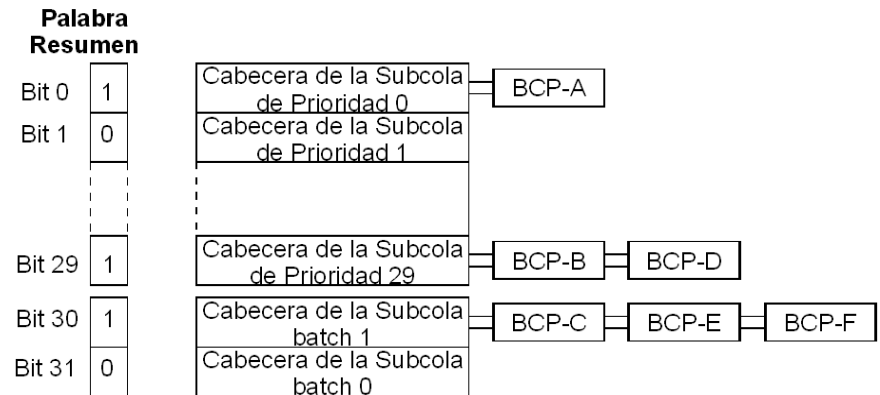 Palabra
Resumen
Bit 0 1 Cabecera de la Subcola
de Prioridad 0 BCP-A
Bit 1 0 Cabecera de la Subcola
de Prioridad 1
Bit 29 1 Cabecera de la Subcola
de Prioridad 29 BCP-B BCP-D
Bit 30 1 Cabecera de la Subcola
batch 1 BCP-C BCP-E BCP-F
Bit 31 0 Cabecera de la Subcola
batch 0